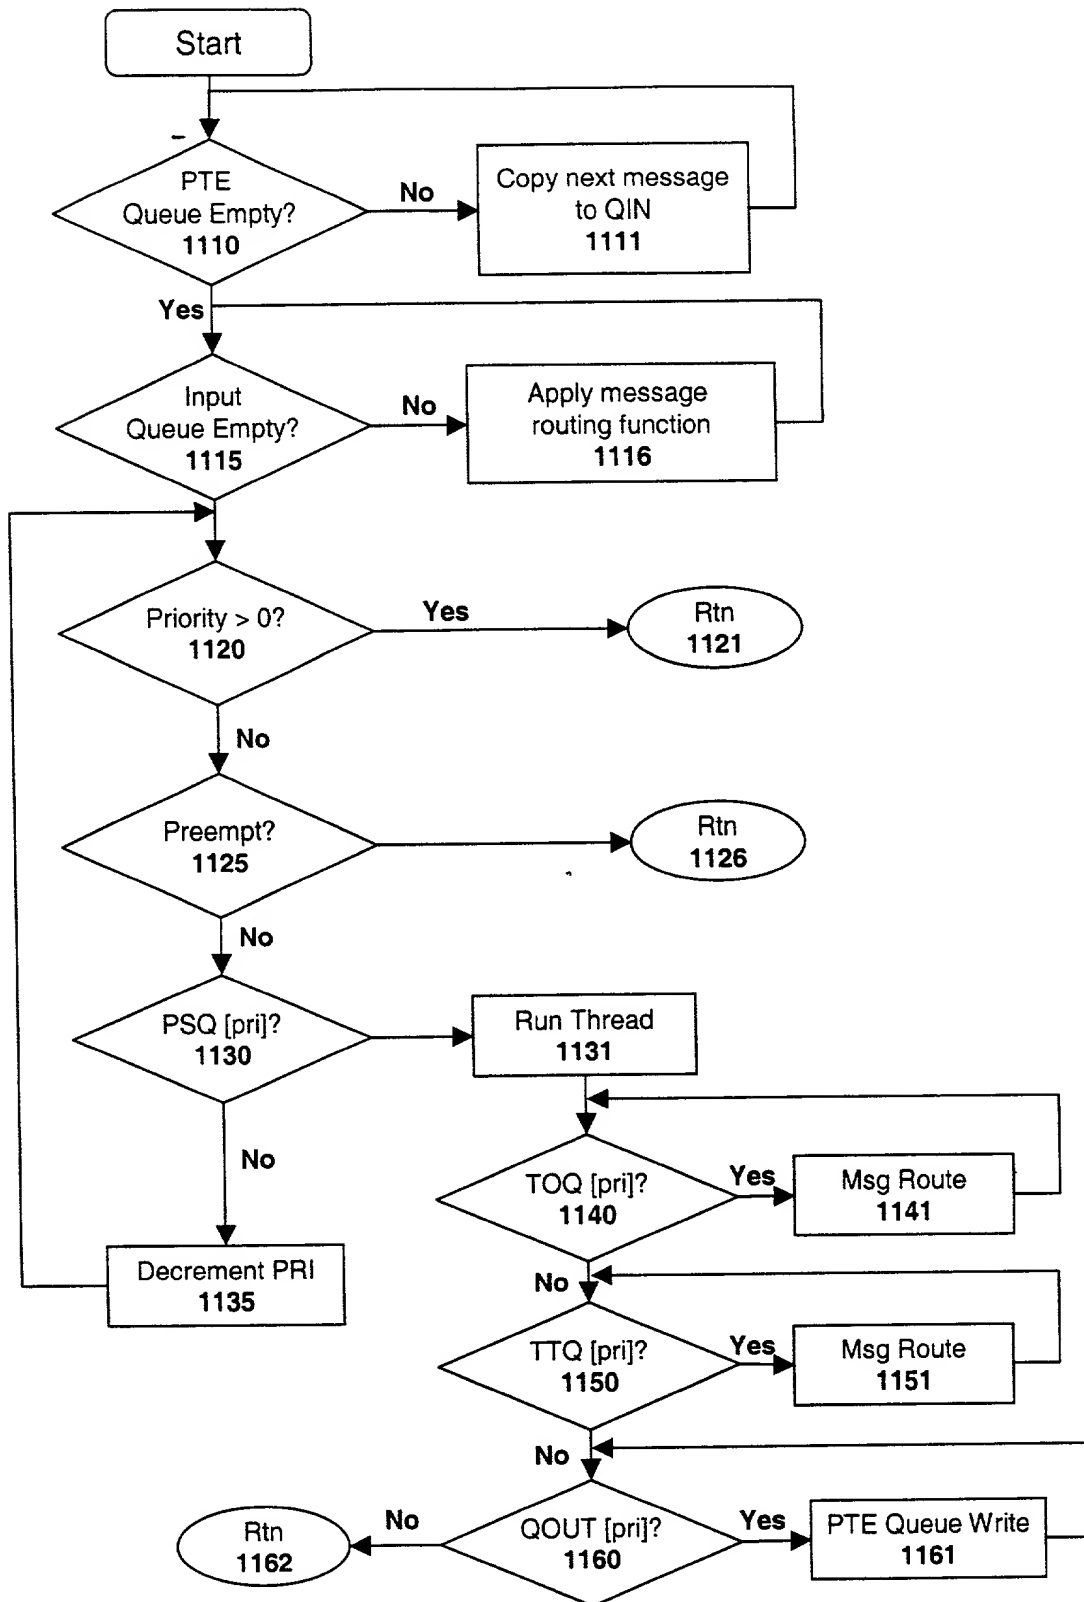 Start
PTE
Queue Empty?
1110
No
Copy next message
to QIN
1111
Yes
Input
Queue Empty?
1115
No
Apply message
routing function
1116
Priority > 0?
1120
Yes
Rtn
1121
No
Preempt?
1125
Rtn
1126
No
PSQ [pri]?
1130
Run Thread
1131
No
Decrement PRI
1135
TOQ [pri]?
1140
Yes
Msg Route
1141
No
TTQ [pri]?
1150
Yes
Msg Route
1151
No
QOUT [pri]?
1160
Yes
PTE Queue Write
1161
No
Rtn
1162